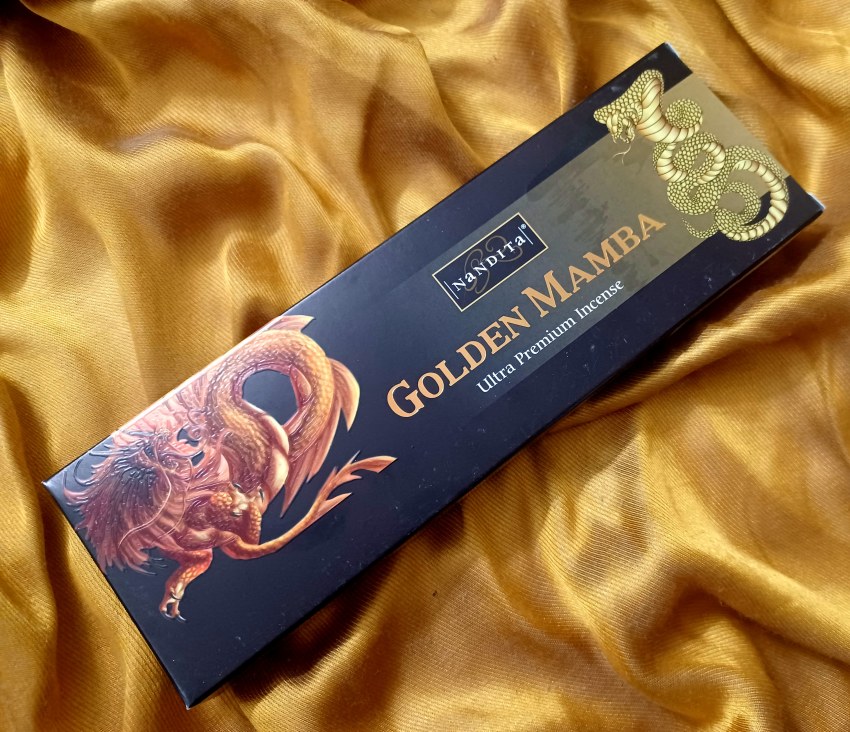 NaNDITa®
GOLDEN MAMBA
Ultra Premium Incense